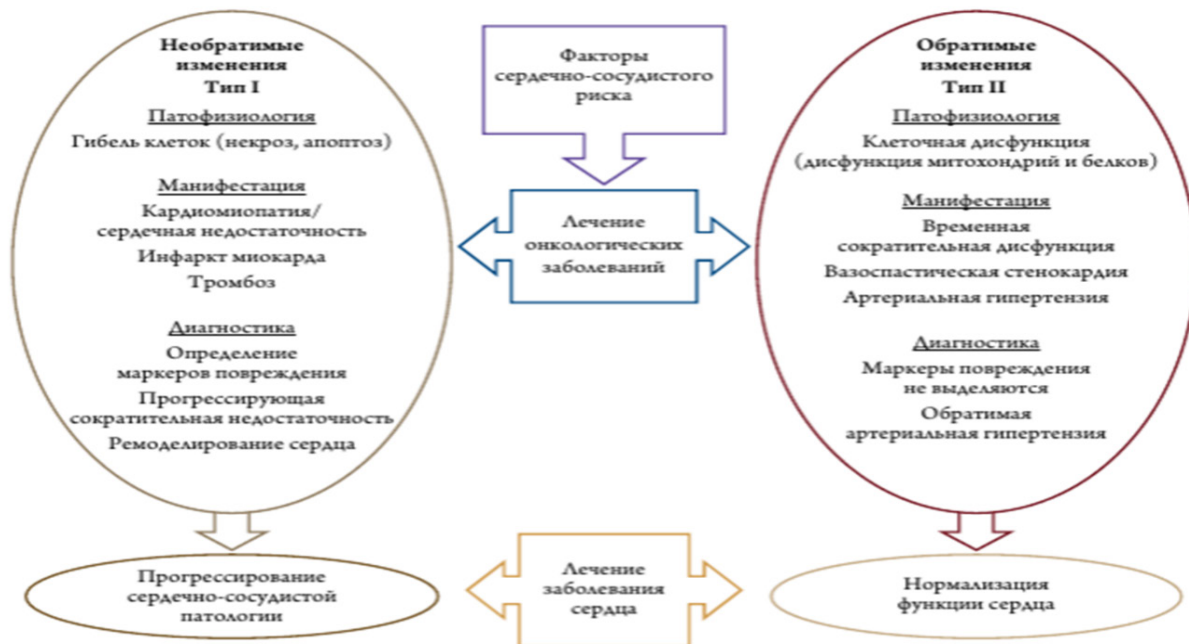 Необратимые
изменения
Тип I
Патофизиология
Гибель клеток (некроз, апоптоз)
Манифестация
Кардиомиопатия/
сердечная недостаточность
Инфаркт миокарда
Тромбоз
Диагностика
Определение
маркеров повреждения
Прогрессирующая
сократительная недостаточность
Ремоделирование сердца
Факторы
сердечно-сосудистого
риска
Лечение
онкологических
заболеваний
Обратимые
изменения
Тип II
Патофизиология
Клеточная дисфункция
(дисфункция митохондрий и белков)
Манифестация
Временная
сократительная дисфункция
Вазоспастическая стенокардия
Артериальная гипертензия
Диагностика
Маркеры повреждения
не выделяются
Обратимая
артериальная гипертензия
Прогрессирование
сердечно-сосудистой
патологии
Лечение
заболевания
сердца
Нормализация
функции сердца